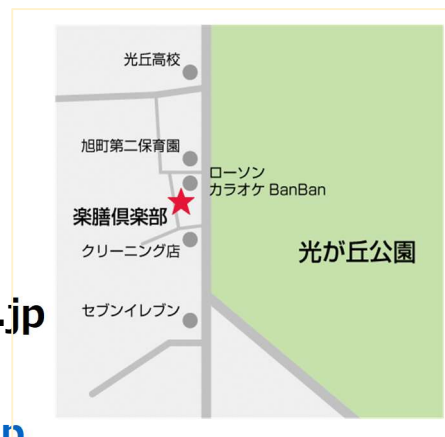 光丘高校
旭町第二保育園
ローソン
カラオケ BanBan
楽膳倶楽部
クリーニング店
光が丘公園
セブンイレブン
.jp